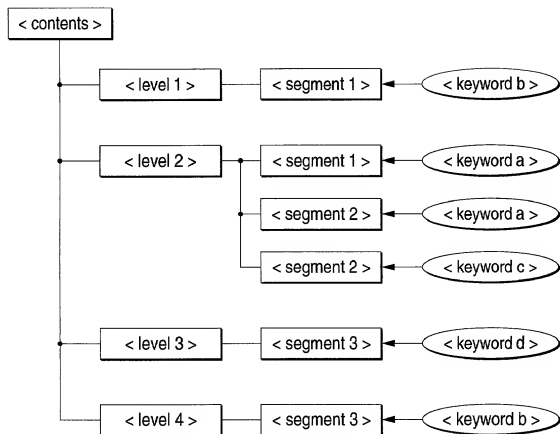 < contents >
< level 1 > < segment 1 > < keyword b >
< level 2 > < segment 1 > < keyword a >
< segment 2 > < keyword a >
< segment 2 > < keyword c >
< level 3 > < segment 3 > < keyword d >
< level 4 > < segment 3 > < keyword b >